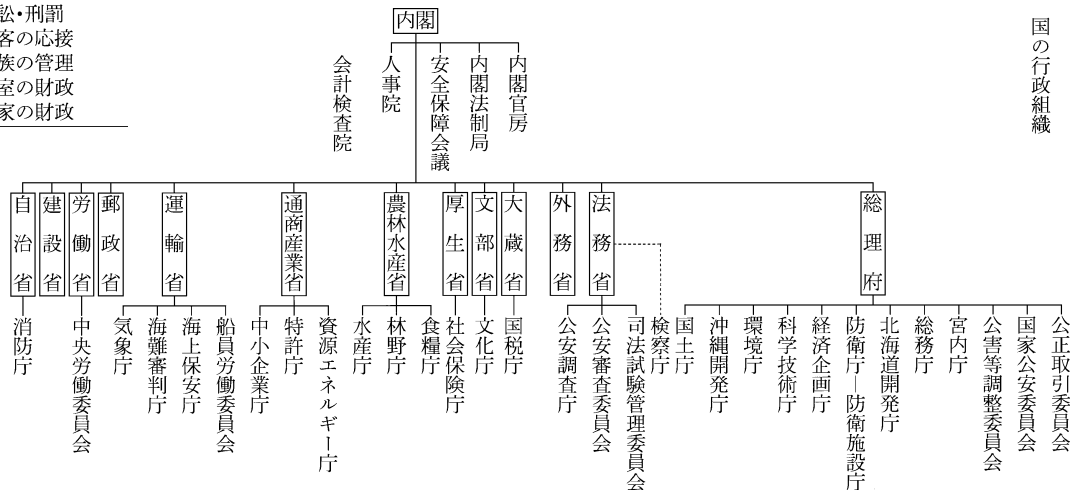 国の行政組織
内閣
内閣官房
内閣法制局
安全保障会議
人事院
会計検査院
総理府
公正取引委員会
国家公安委員会
公害等調整委員会
宮内庁
総務庁
北海道開発庁
防衛庁―防衛施設庁
経済企画庁
科学技術庁
環境庁
沖縄開発庁
国土庁
法務省
検察庁
司法試験管理委員会
公安審査委員会
公安調査庁
外務省
大蔵省
国税庁
文部省
文化庁
厚生省
社会保険庁
農林水産省
食糧庁
林野庁
水産庁
通商産業省
資源エネルギー庁
特許庁
中小企業庁
運輸省
船員労働委員会
海上保安庁
海難審判庁
気象庁
郵政省
労働省
中央労働委員会
建設省
自治省
消防庁
訟・刑罰
客の応接
族の管理
室の財政
家の財政